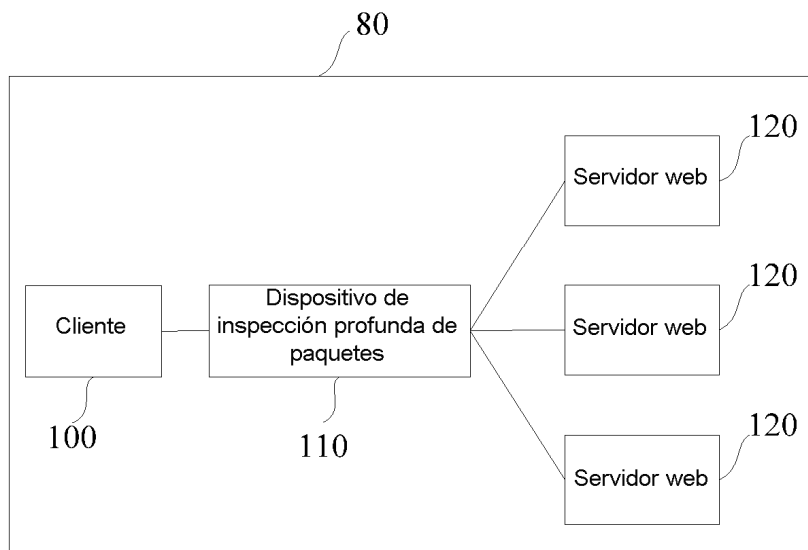 80
120
Servidor web
120
Cliente
Dispositivo de
inspección profunda de
paquetes
Servidor web
100
110
120
Servidor web